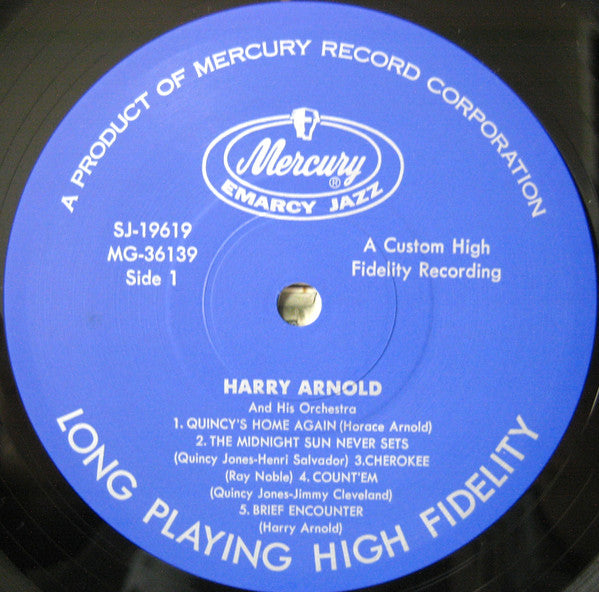 A PRODUCT OF MERCURY RECORD CORPORATION
Mercury
®
EMARCY JAZZ
SJ-19619
MG-36139
Side 1
A Custom High
Fidelity Recording
HARRY ARNOLD
And His Orchestra
1. QUINCY'S HOME AGAIN (Horace Arnold)
2. THE MIDNIGHT SUN NEVER SETS
(Quincy Jones-Henri Salvador) 3.CHEROKEE
(Ray Noble) 4. COUNT'EM
(Quincy Jones-Jimmy Cleveland)
5. BRIEF ENCOUNTER
(Harry Arnold)
LONG PLAYING HIGH FIDELITY